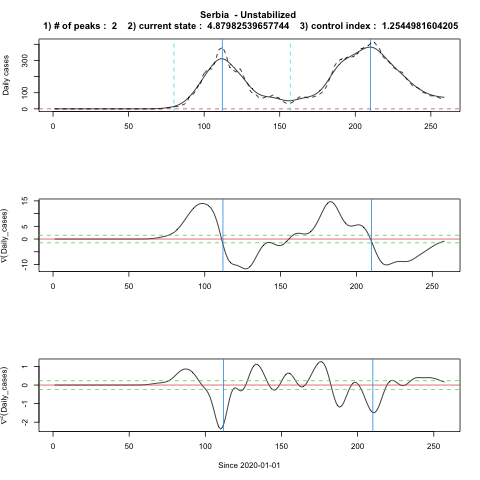 Serbia - Unstabilized
1) # of peaks : 2 2) current state : 4.87982539657744 3) control index : 1.2544981604205
Daily cases
0 100 300
0 50 100 150 200 250
∇(Daily_cases)
-10 0 5 15
0 50 100 150 200 250
∇²(Daily_cases)
-2 -1 0 1
0 50 100 150 200 250
Since 2020-01-01